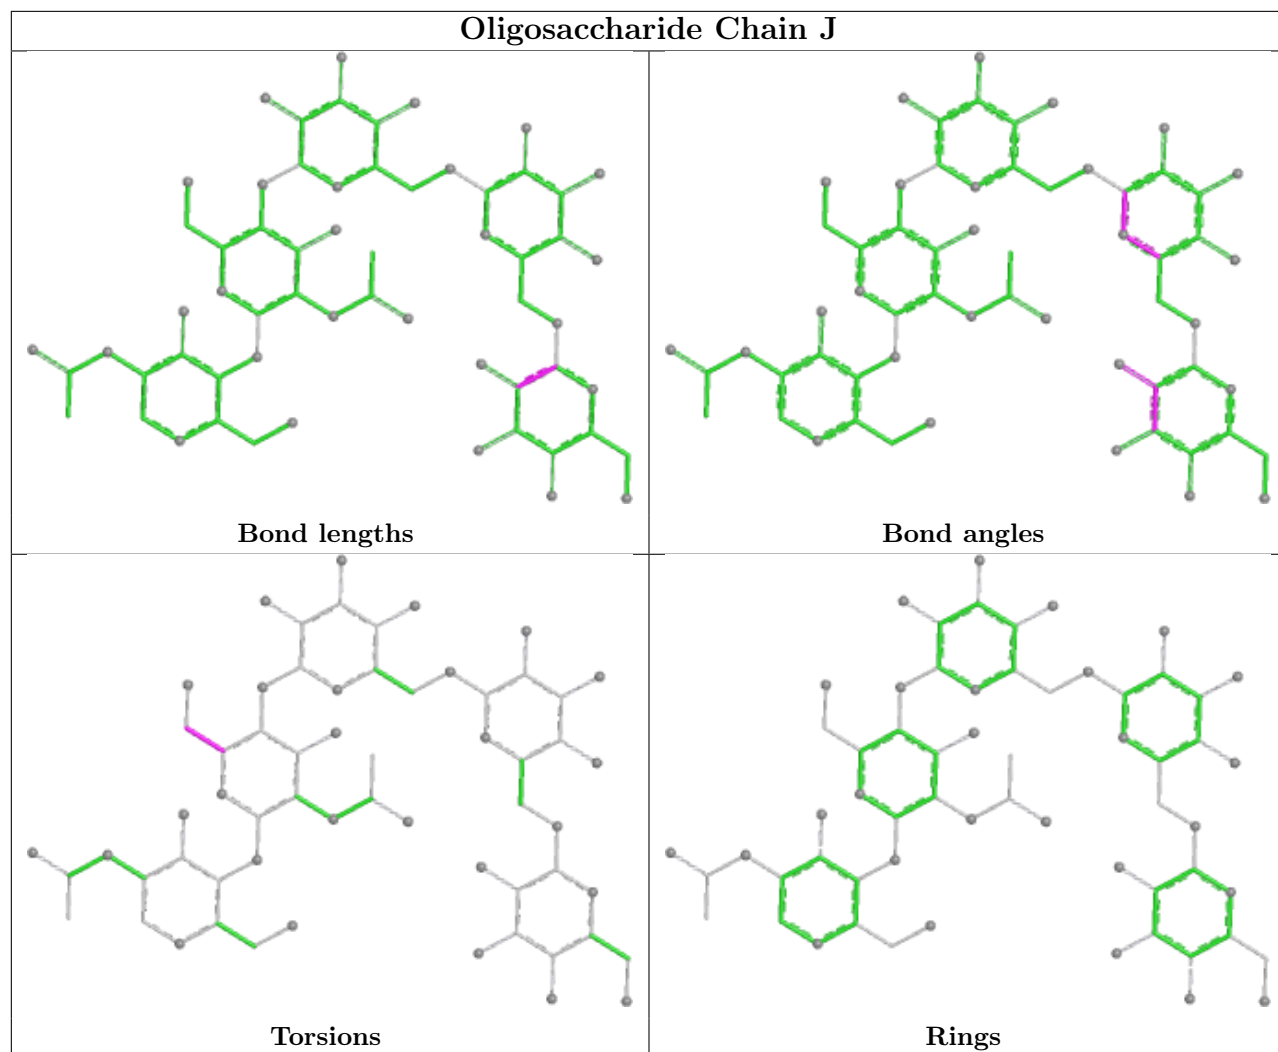 Oligosaccharide Chain J
Bond lengths
Bond angles
Torsions
Rings